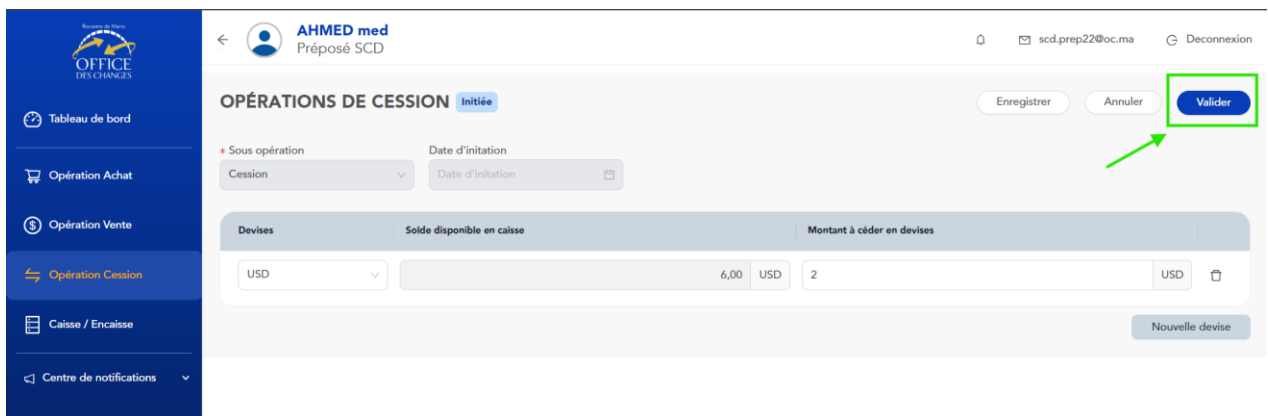 Royaume du Maroc
OFFICE
DES CHANGES
Tableau de bord
Opération Achat
Opération Vente
Opération Cession
Caisse / Encaisse
Centre de notifications
AHMED med
Préposé SCD
scd.prep22@oc.ma
Deconnexion
OPÉRATIONS DE CESSION Initiée
Enregistrer
Annuler
Valider
* Sous opération
Date d'initation
Cession
Date d'initation
Devises
Solde disponible en caisse
Montant à céder en devises
USD
6,00 USD
2
USD
Nouvelle devise